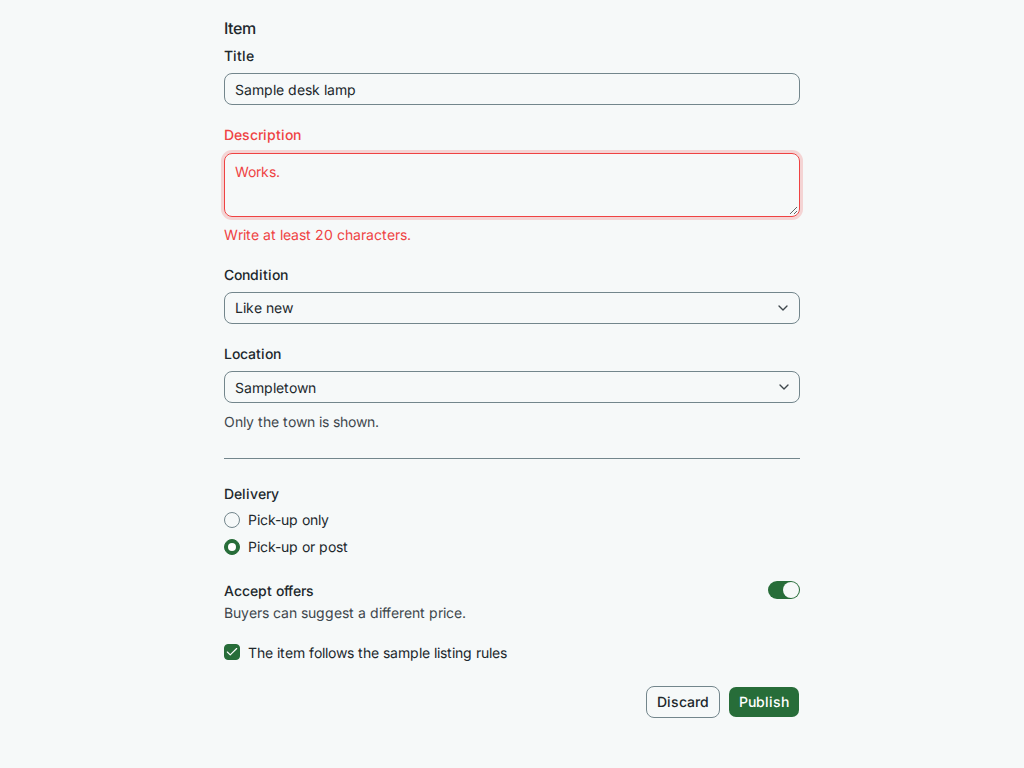 Item
Title
Sample desk lamp
Description
Works.
Write at least 20 characters.
Condition
Like new
Location
Sampletown
Only the town is shown.
Delivery
Pick-up only
Pick-up or post
Accept offers
Buyers can suggest a different price.
The item follows the sample listing rules
Discard Publish